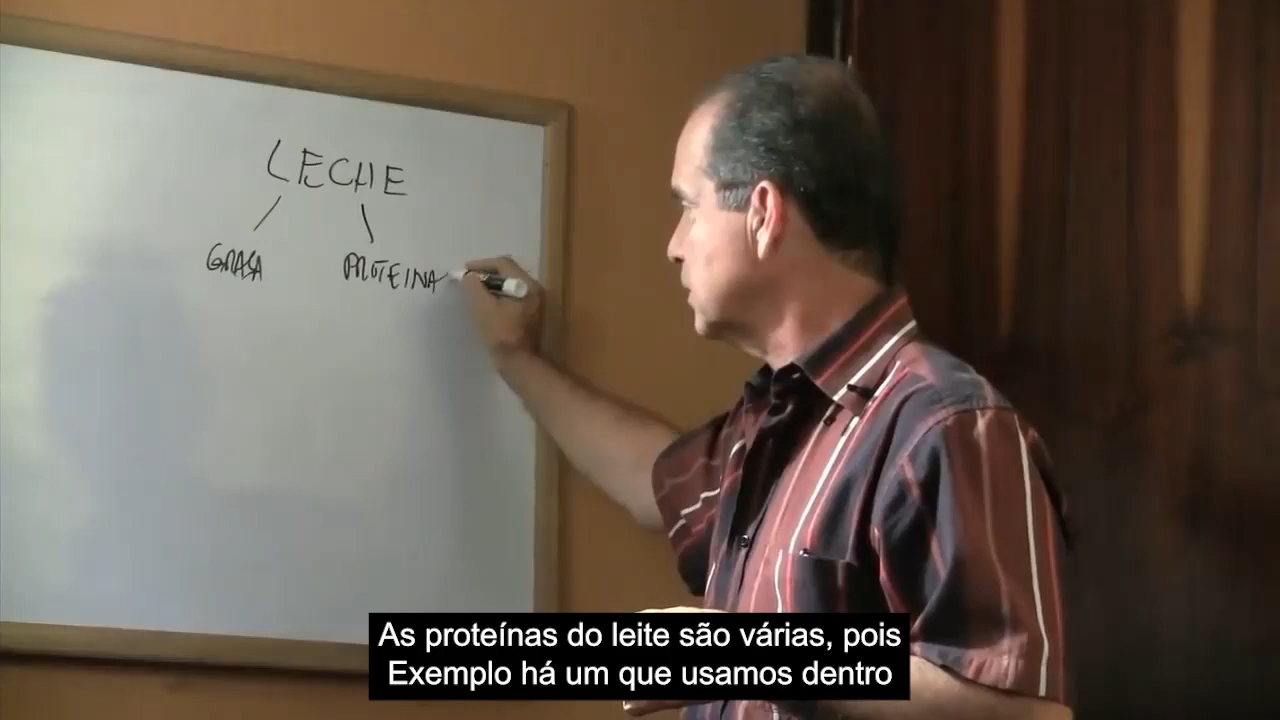 LECHE
GRASA PROTEINA
As proteínas do leite são várias, pois
Exemplo há um que usamos dentro